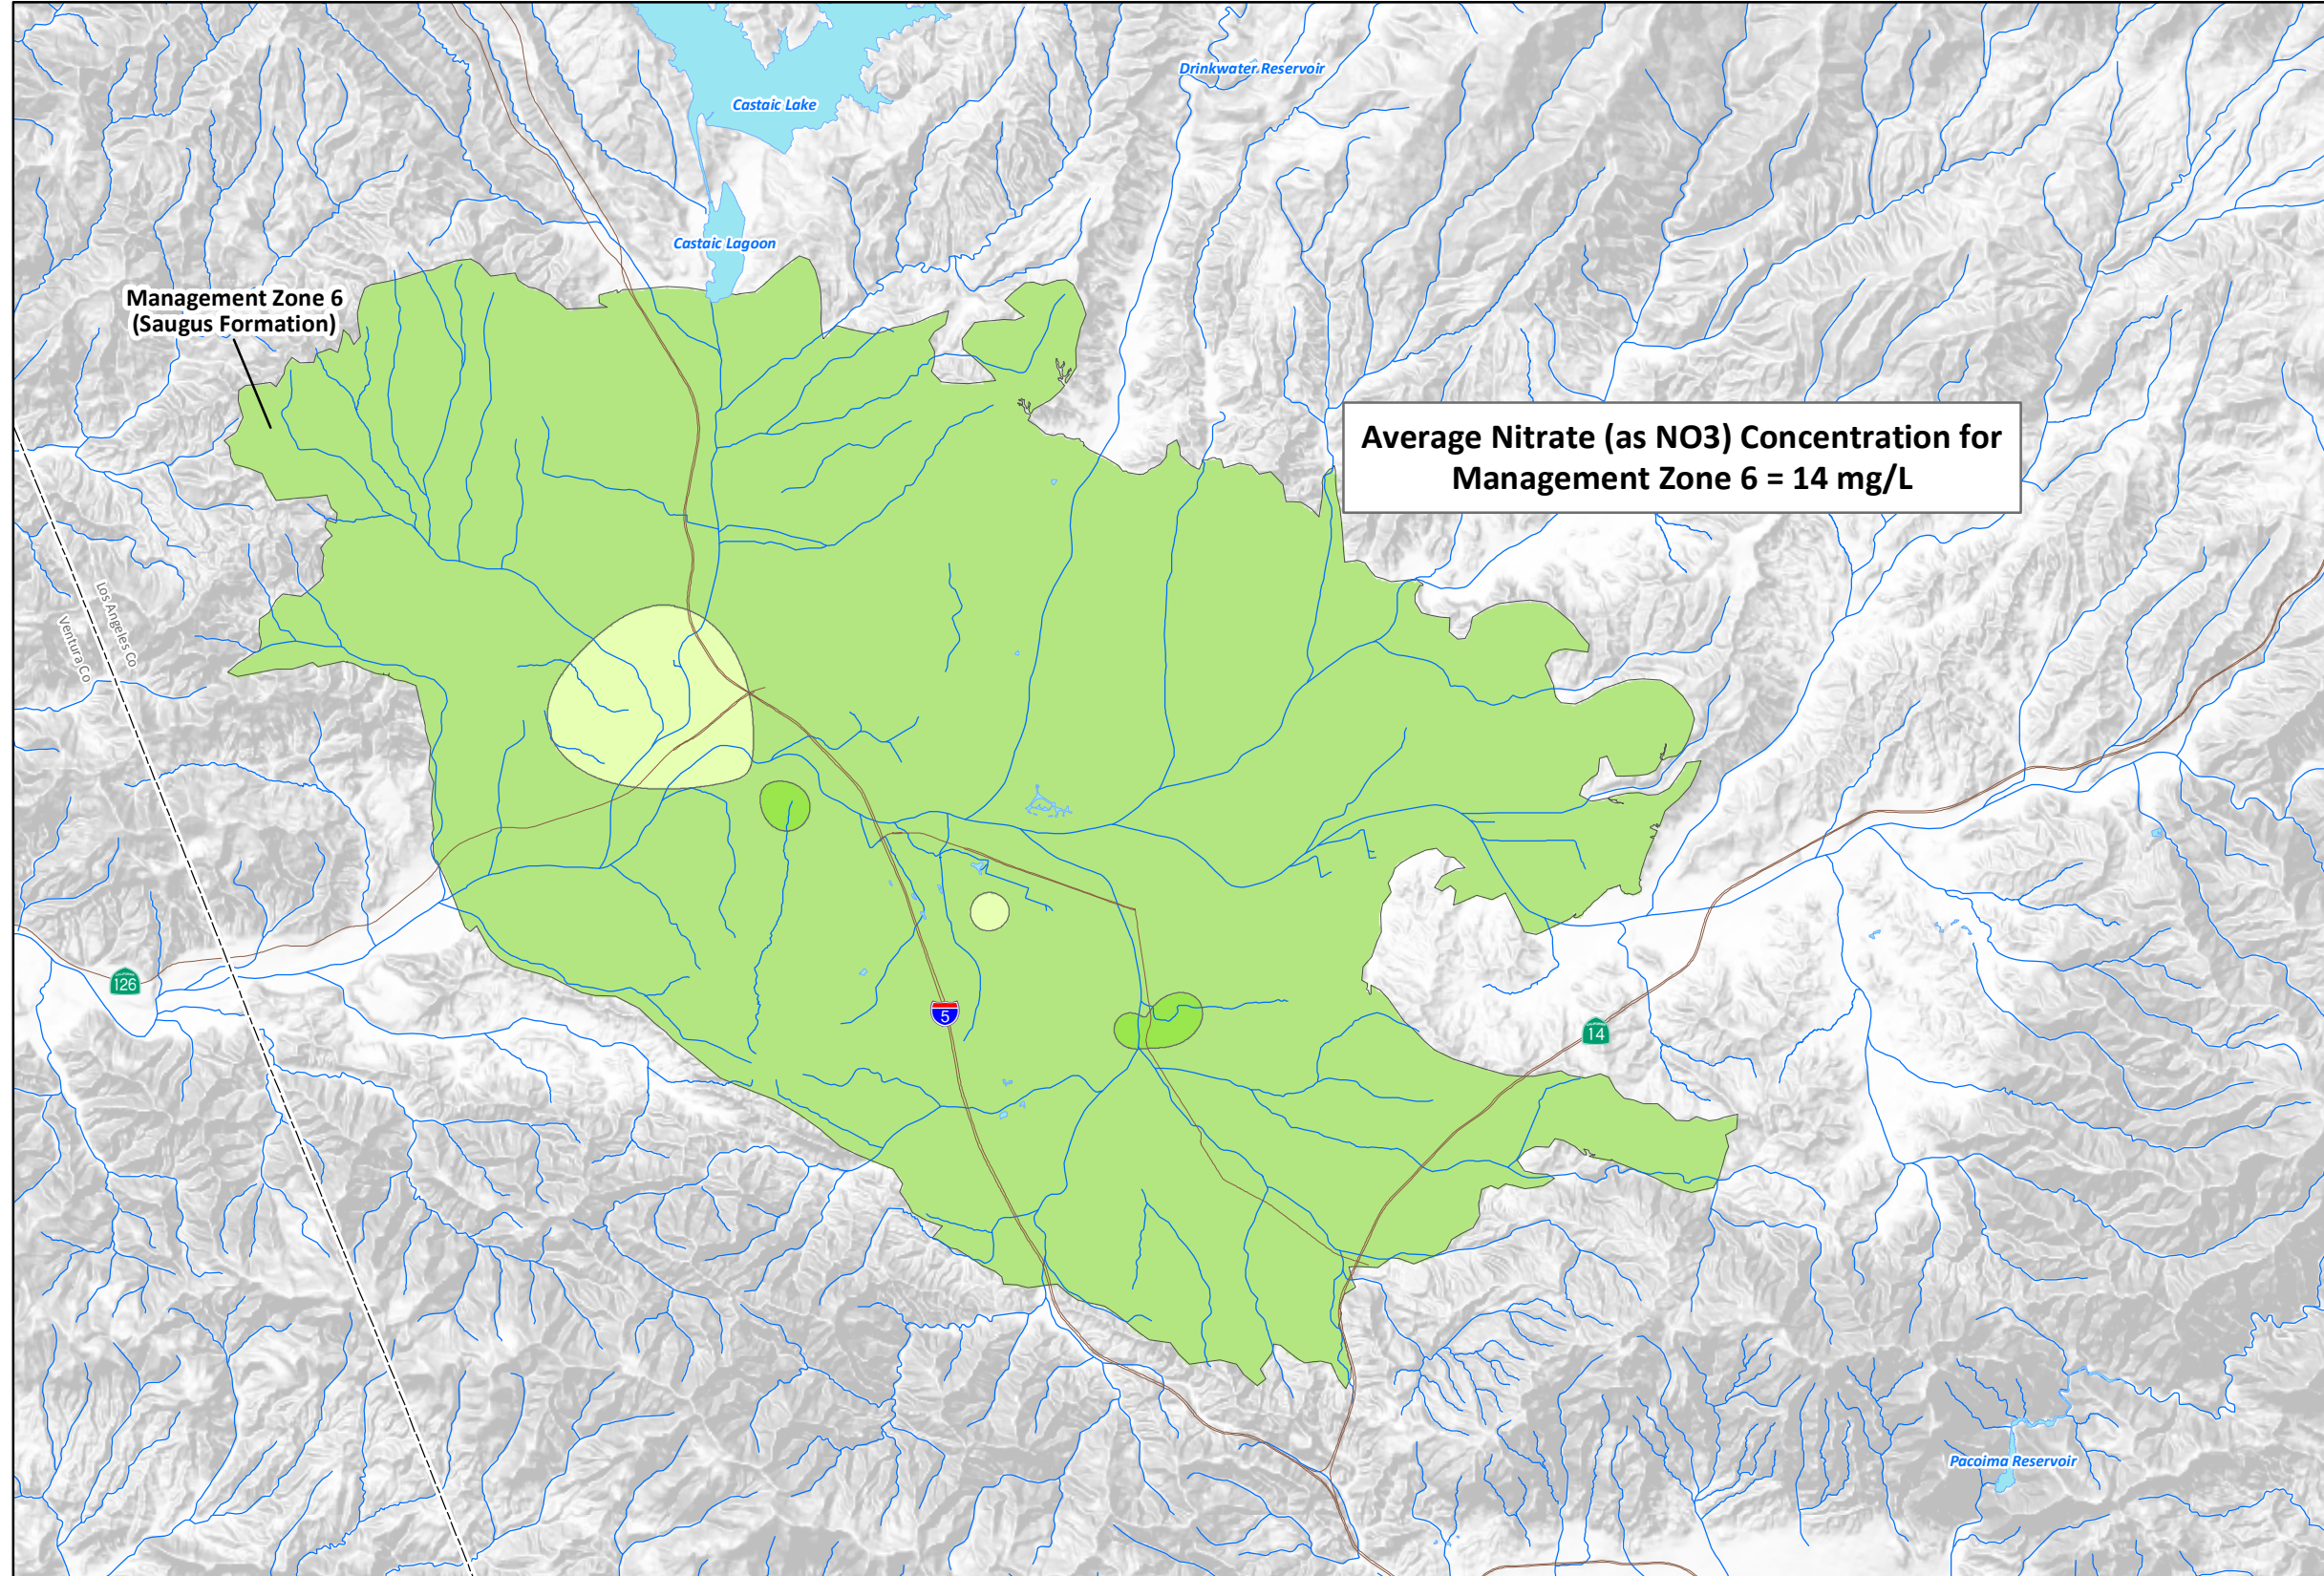 Drinkwater Reservoir
Castaic Lake
Castaic Lagoon
Management Zone 6
(Saugus Formation)
Average Nitrate (as NO3) Concentration for
Management Zone 6 = 14 mg/L
Los Angeles Co
Ventura Co
126
5
14
Pacoima Reservoir